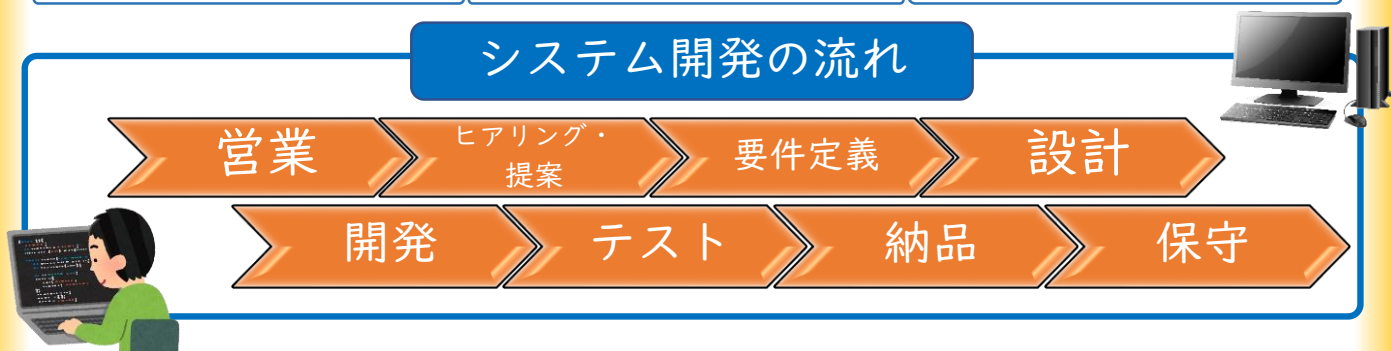 システム開発の流れ
営業
ヒアリング・
提案
要件定義
設計
開発
テスト
納品
保守